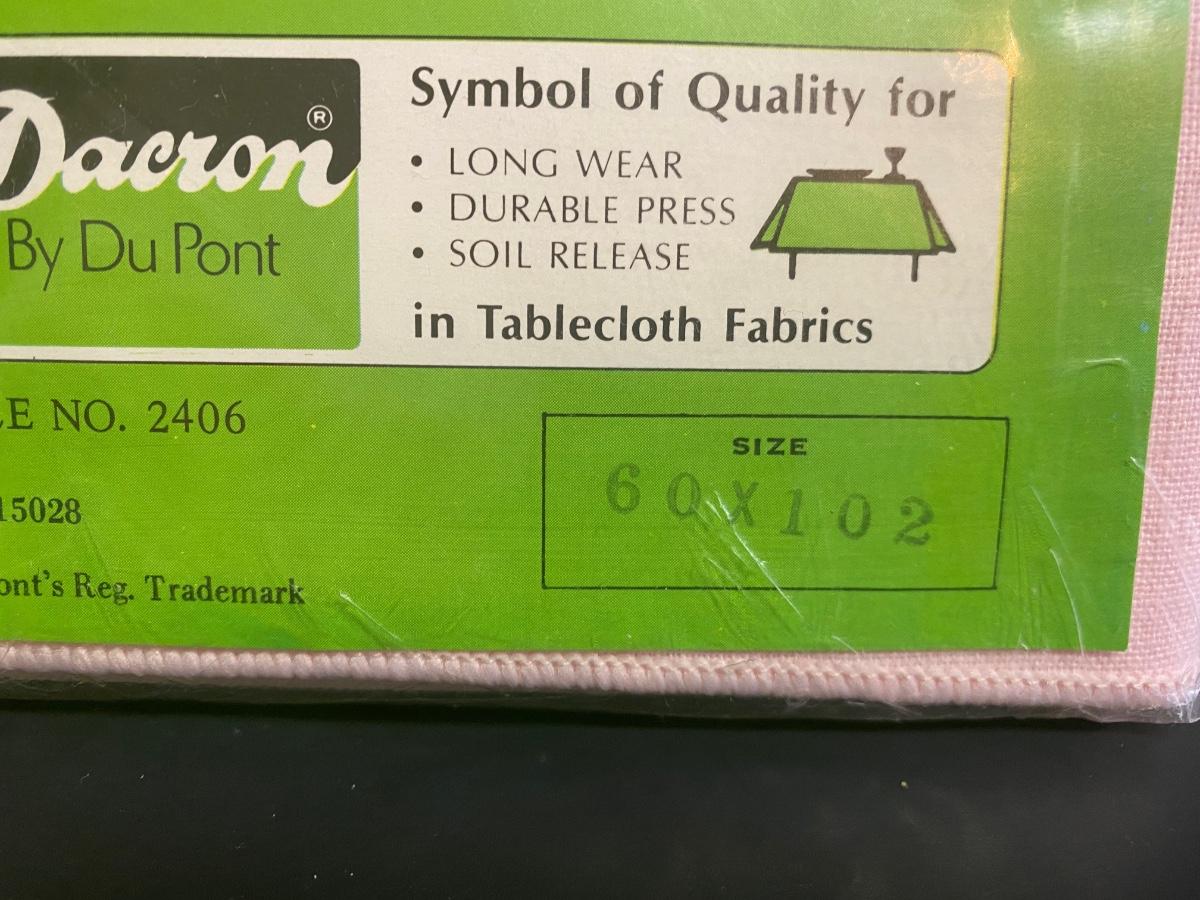 Dacron®
By Du Pont
Symbol of Quality for
• LONG WEAR
• DURABLE PRESS
• SOIL RELEASE
in Tablecloth Fabrics
E NO. 2406
15028
ont's Reg. Trademark
SIZE
60X102